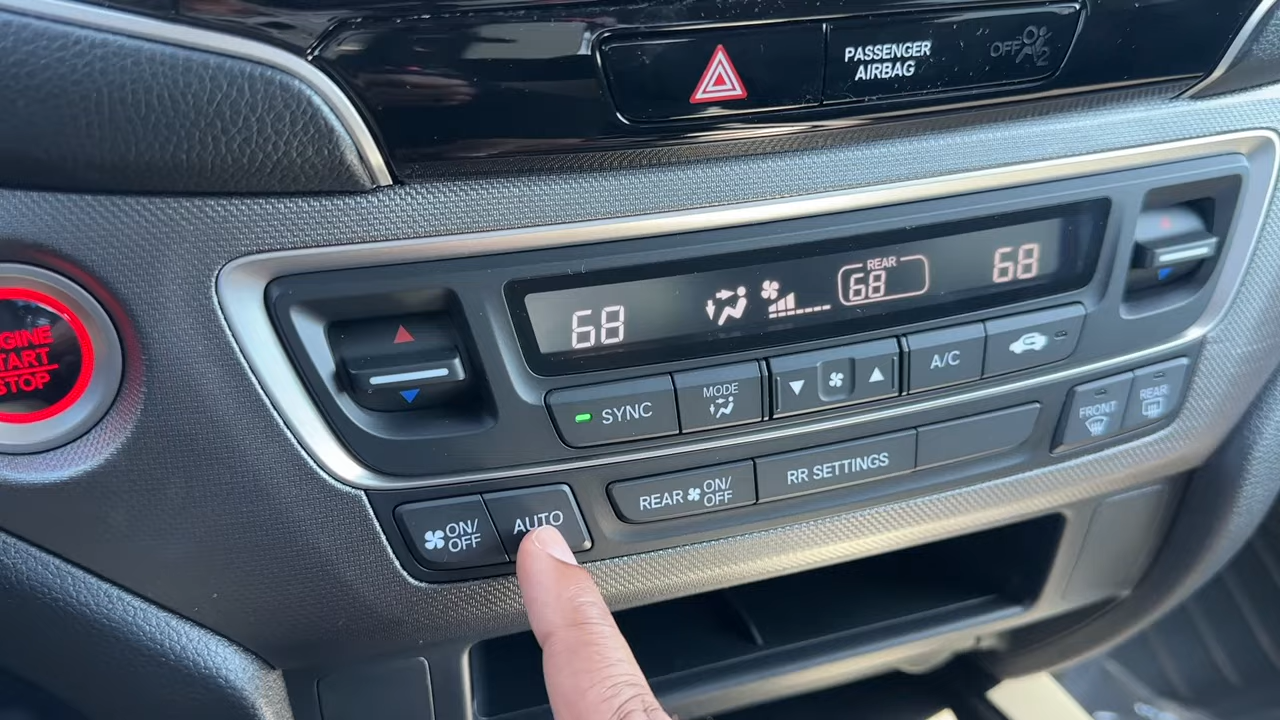 PASSENGER
AIRBAG
OFF
2
68
REAR
68
68
SYNC
MODE
A/C
FRONT
REAR
REAR ON/
OFF
RR SETTINGS
ON/
OFF
AUTO
START
STOP